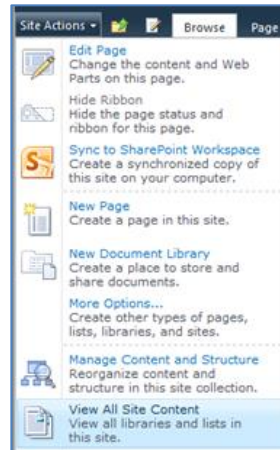 Site Actions Browse Page
Edit Page
Change the content and Web
Parts on this page.
Hide Ribbon
Hide the page status and
ribbon for this page.
Sync to SharePoint Workspace
Create a synchronized copy of
this site on your computer.
New Page
Create a page in this site.
New Document Library
Create a place to store and
share documents.
More Options...
Create other types of pages,
lists, libraries, and sites.
Manage Content and Structure
Reorganize content and
structure in this site collection.
View All Site Content
View all libraries and lists in
this site.